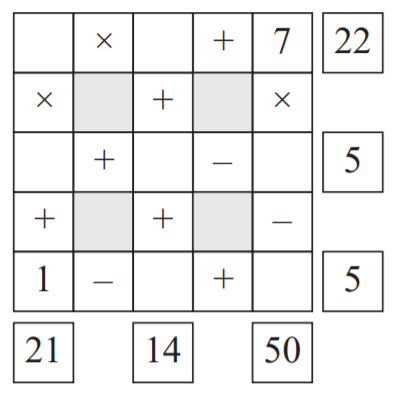 × + 7 22
× + ×
+ – 5
+ + –
1 – + 5
21 14 50